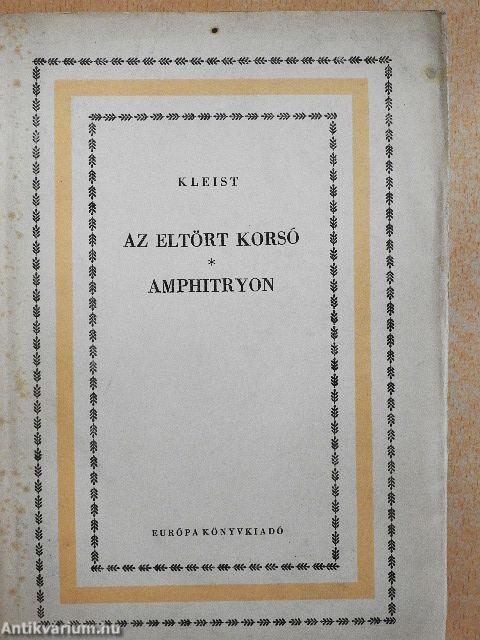 KLEIST
AZ ELTÖRT KORSÓ
*
AMPHITRYON
EURÓPA KÖNYVKIADÓ
Antikvarium.hu